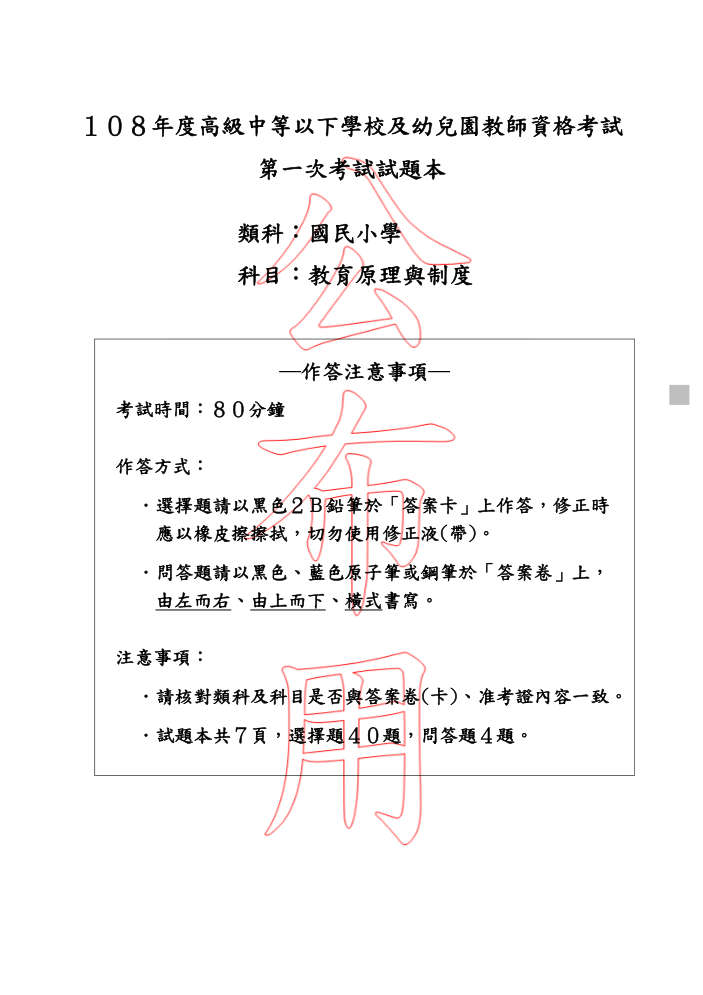 １０８年度高級中等以下學校及幼兒園教師資格考試
第一次考試試題本
類科：國民小學
科目：教育原理與制度
—作答注意事項—
考試時間：８０分鐘
作答方式：
．選擇題請以黑色２Ｂ鉛筆於「答案卡」上作答，修正時
應以橡皮擦擦拭，切勿使用修正液(帶)。
．問答題請以黑色、藍色原子筆或鋼筆於「答案卷」上，
由左而右、由上而下、橫式書寫。
注意事項：
．請核對類科及科目是否與答案卷(卡)、准考證內容一致。
．試題本共７頁，選擇題４０題，問答題４題。
公布用